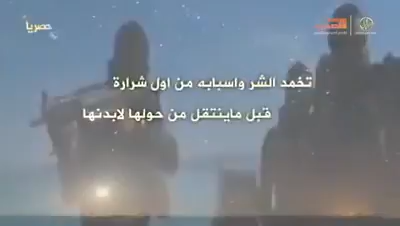 حصريا
تخمد الشر واسبابه من اول شرارة
قبل ماينتقل من حولها لابدنها